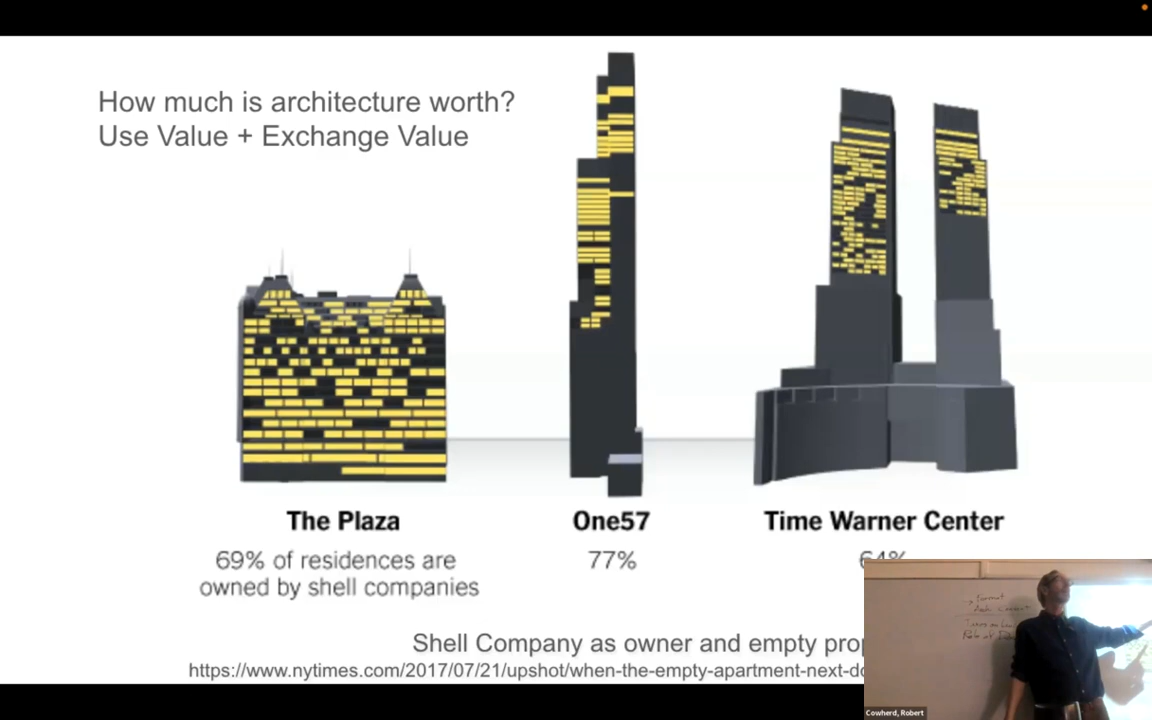 How much is architecture worth?
Use Value + Exchange Value
The Plaza
69% of residences are
owned by shell companies
One57
77%
Time Warner Center
64%
Shell Company as owner and empty prop
https://www.nytimes.com/2017/07/21/upshot/when-the-empty-apartment-next-do
Cowherd, Robert